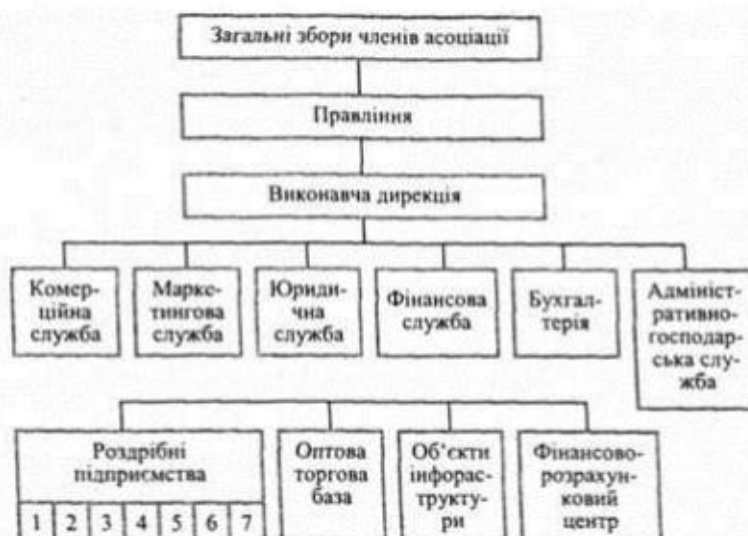 Загальні збори членів асоціації
Правління
Виконавча дирекція
Комер-
ційна
служба
Марке-
тингова
служба
Юриди-
чна
служба
Фінансова
служба
Бухгал-
терія
Адмініст-
ративно-
господар-
ська слу-
жба
Роздрібні
підприємства
1 2 3 4 5 6 7
Оптова
торгова
база
Об'єкти
інфорас-
трукту-
ри
Фінансово-
розрахун-
ковий
центр